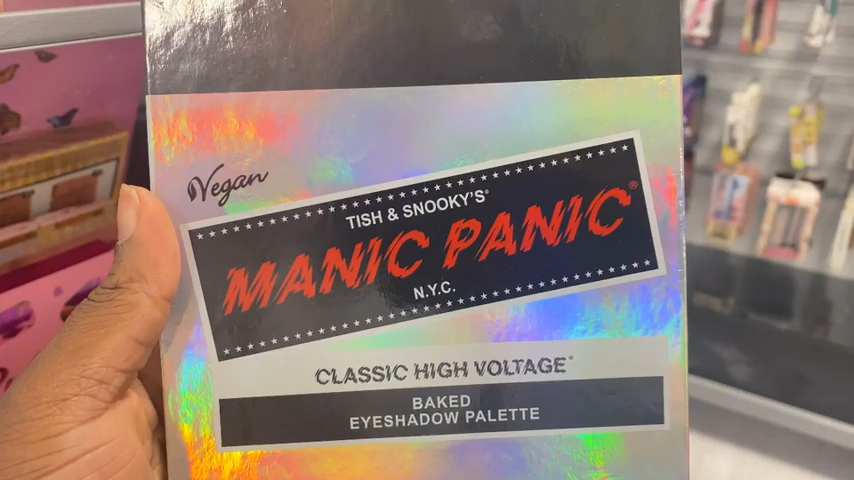 Vegan
TISH & SNOOKY'S®
MANIC PANIC®
N.Y.C.
CLASSIC HIGH VOLTAGE®
BAKED
EYESHADOW PALETTE